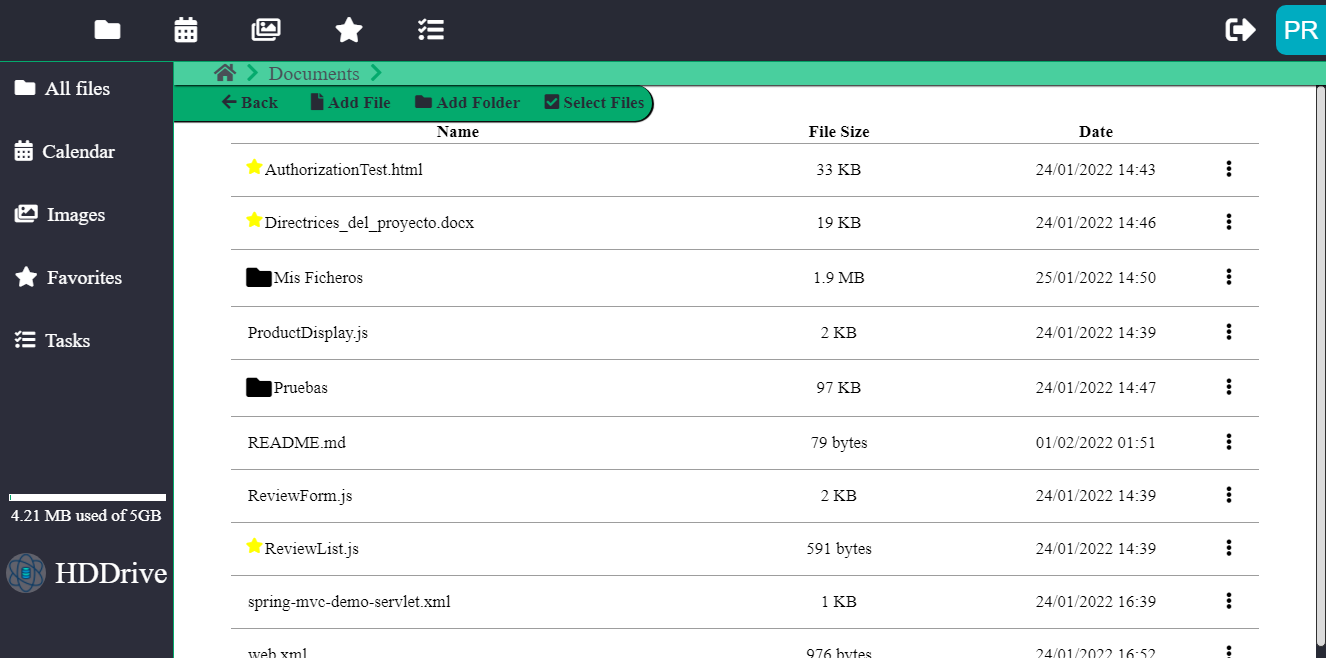 PR
All files
Calendar
Images
Favorites
Tasks
4.21 MB used of 5GB
HDDrive
Documents
Back Add File Add Folder Select Files
Name File Size Date
AuthorizationTest.html 33 KB 24/01/2022 14:43
Directrices_del_proyecto.docx 19 KB 24/01/2022 14:46
Mis Ficheros 1.9 MB 25/01/2022 14:50
ProductDisplay.js 2 KB 24/01/2022 14:39
Pruebas 97 KB 24/01/2022 14:47
README.md 79 bytes 01/02/2022 01:51
ReviewForm.js 2 KB 24/01/2022 14:39
ReviewList.js 591 bytes 24/01/2022 14:39
spring-mvc-demo-servlet.xml 1 KB 24/01/2022 16:39
web.xml 976 bytes 24/01/2022 16:52